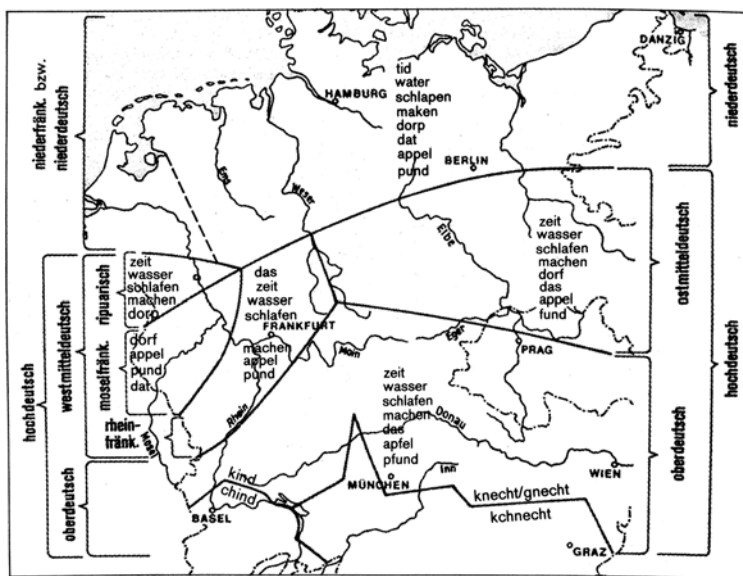 niederfränk. bzw.
niederdeutsch
hochdeutsch
westmitteldeutsch
ripuarisch
moselfränk.
rhein-
fränk.
oberdeutsch
DANZIG
HAMBURG
tid
water
schlapen
maken
dorp
dat
appel
pund
BERLIN
Ems
Weser
Elbe
zeit
wasser
schlafen
machen
dorp
dorf
appel
pund
dat
das
zeit
wasser
schlafen
FRANKFURT
machen
appel
pund
Main
Eger
PRAG
zeit
wasser
schlafen
machen
dorf
das
appel
fund
Rhein
Mosel
zeit
wasser
schlafen
machen
das
apfel
pfund
Donau
Inn
MÜNCHEN
WIEN
kind
chind
BASEL
knecht/gnecht
kchnecht
GRAZ
niederdeutsch
ostmitteldeutsch
hochdeutsch
oberdeutsch